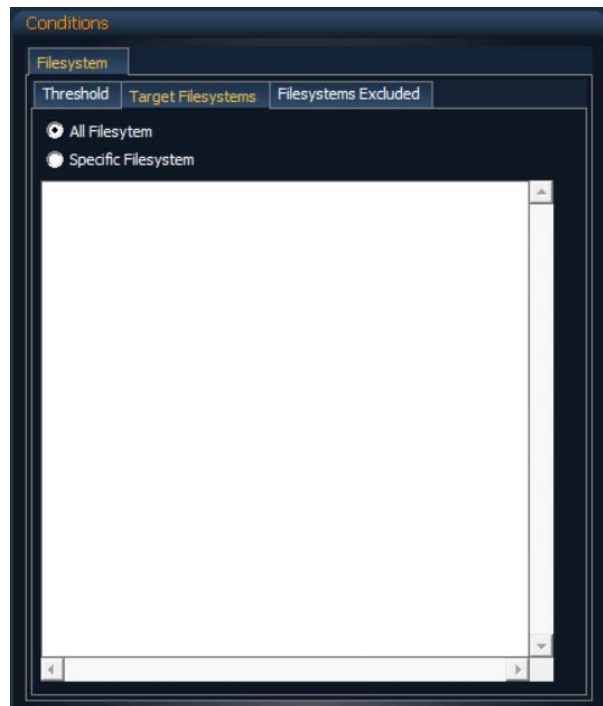 Conditions
Filesystem
Threshold Target Filesystems Filesystems Excluded
All Filesytem
Specific Filesystem